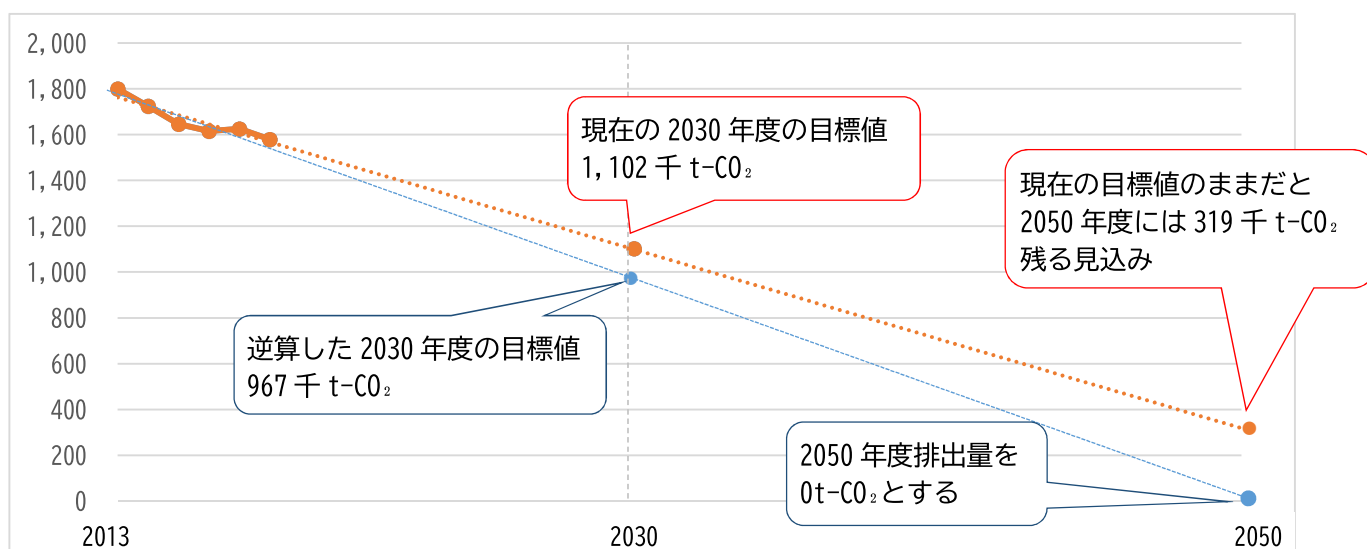 2,000
1,800
1,600
1,400
1,200
1,000
800
600
400
200
0
現在の 2030 年度の目標値
1,102 千 t-CO₂
現在の目標値のままだと
2050 年度には 319 千 t-CO₂
残る見込み
逆算した 2030 年度の目標値
967 千 t-CO₂
2050 年度排出量を
0t-CO₂とする
2013
2030
2050